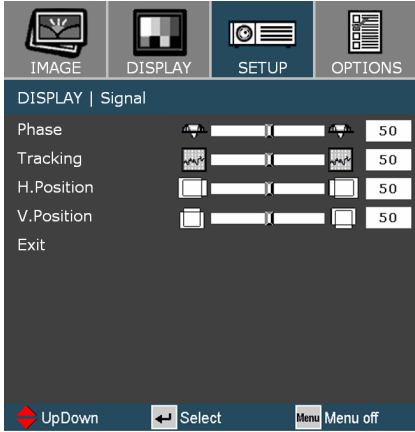 IMAGE DISPLAY SETUP OPTIONS
DISPLAY | Signal
Phase 50
Tracking 50
H.Position 50
V.Position 50
Exit
UpDown Select Menu Menu off